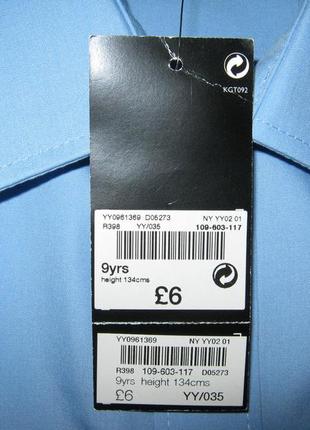 KGT092
YY0961369 D05273 NY YY02 01
R398 YY/035 109-603-117
9yrs
height 134cms
£6
YY0961369 NY YY02 01
R398 109-603-117 D05273
9yrs height 134cms
£6 YY/035